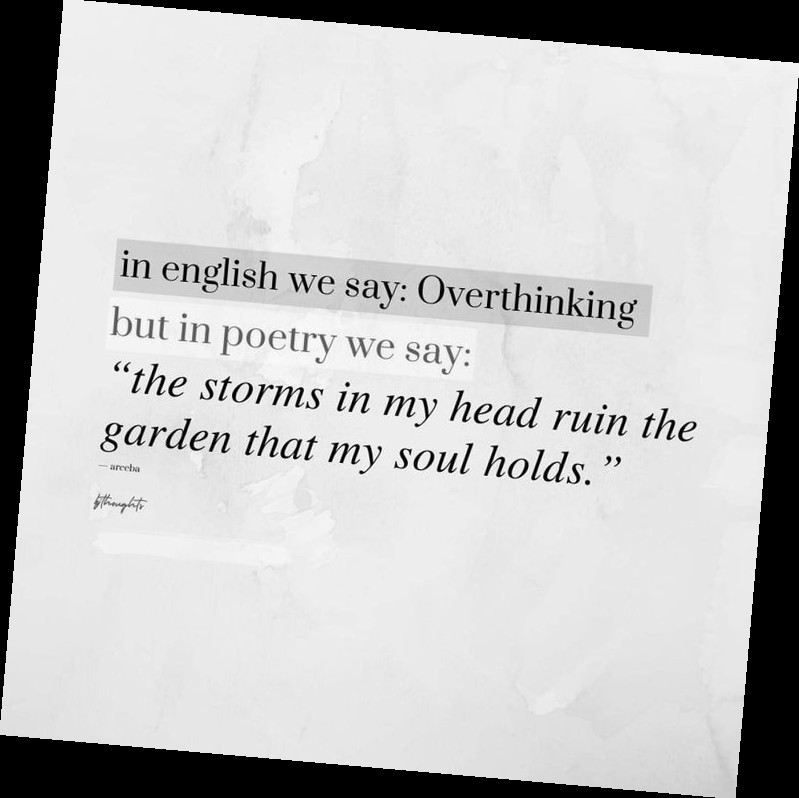 in english we say: Overthinking
but in poetry we say:
“the storms in my head ruin the
garden that my soul holds.”
— areeba
bjthoughts